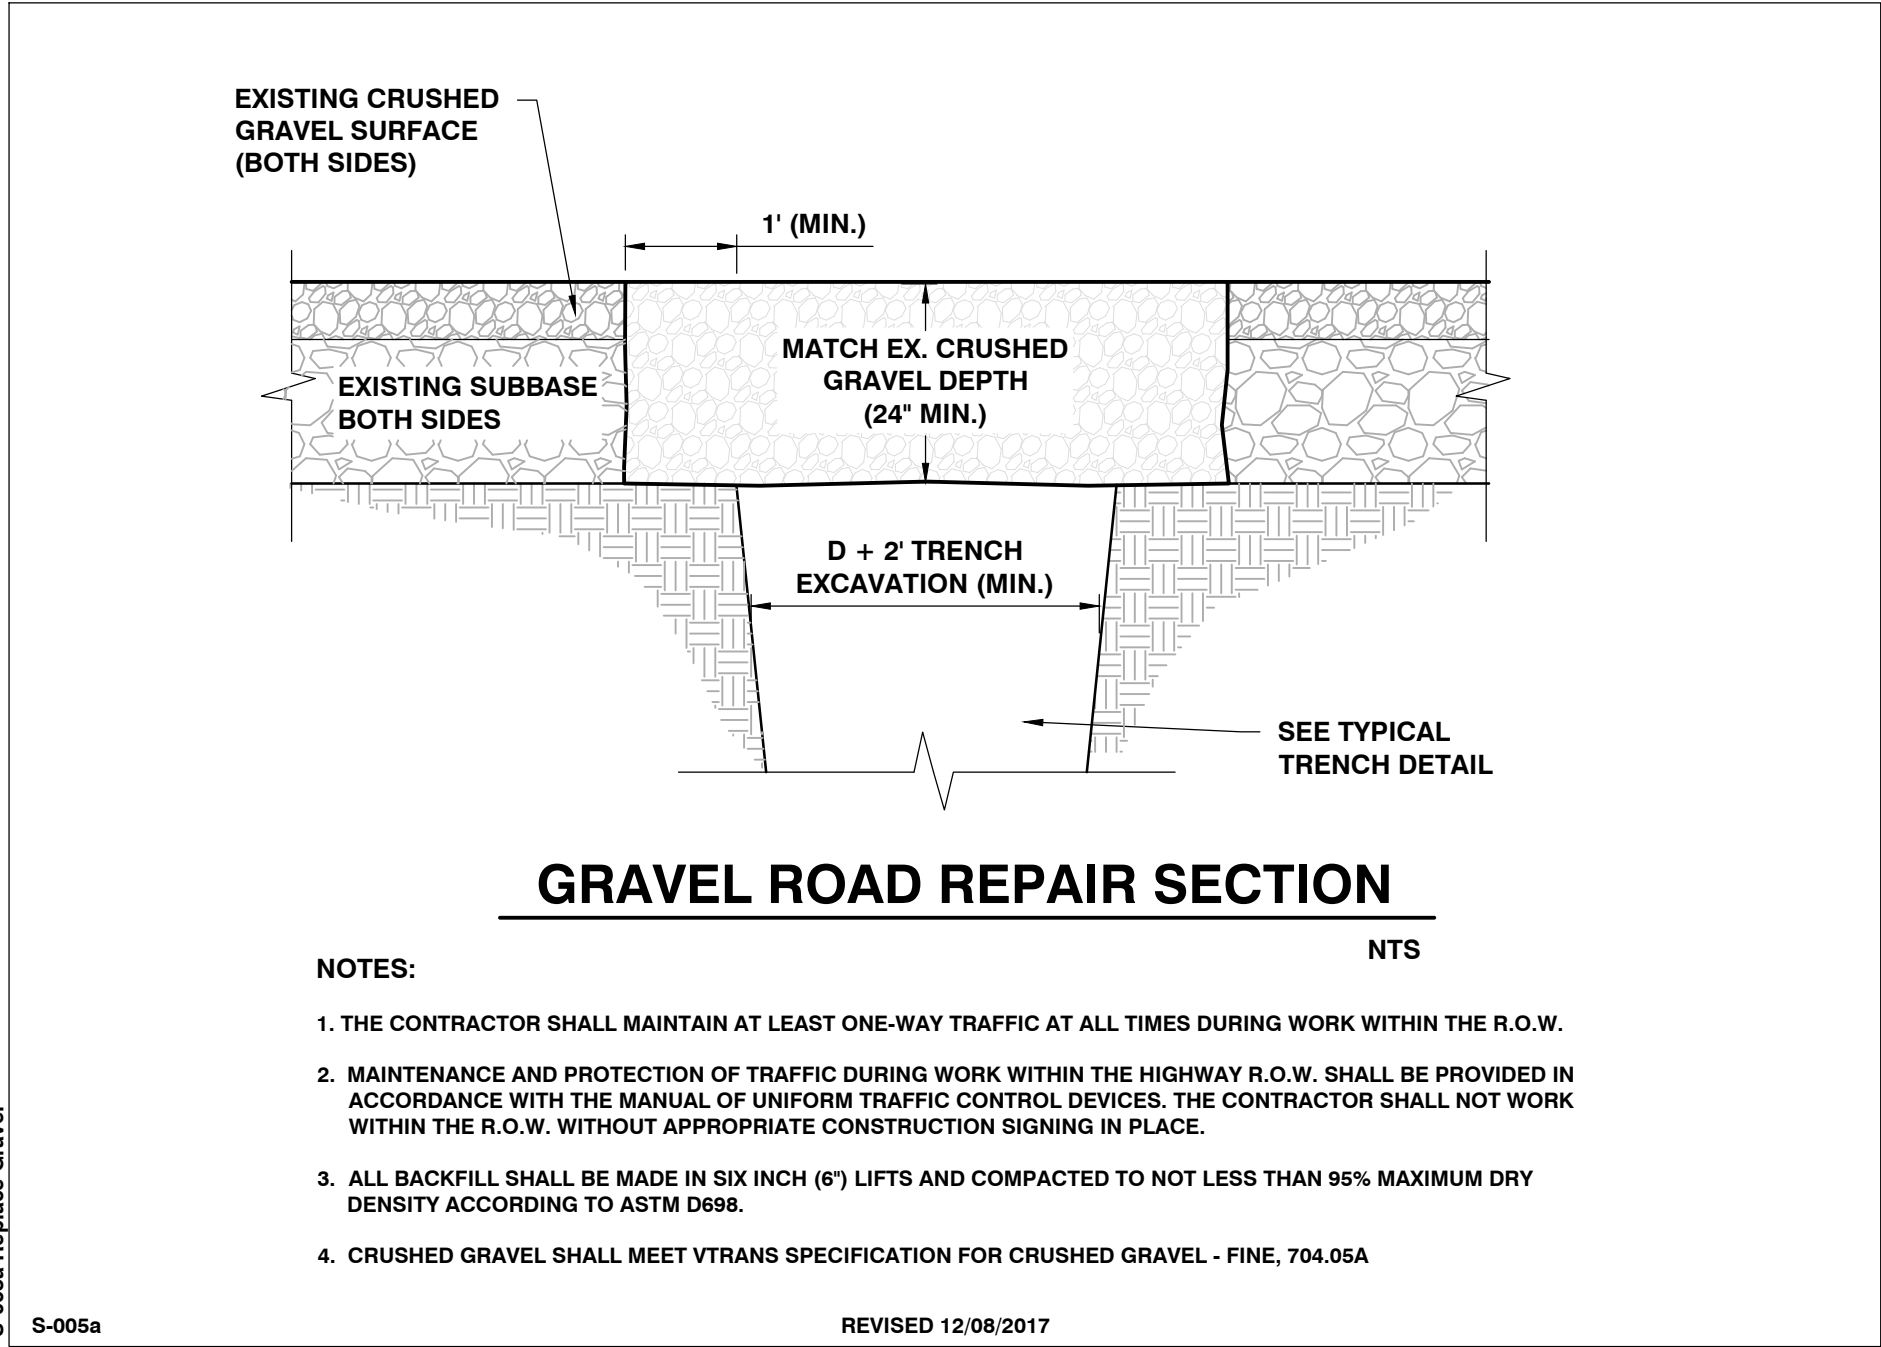 EXISTING CRUSHED
GRAVEL SURFACE
(BOTH SIDES)
1' (MIN.)
MATCH EX. CRUSHED
GRAVEL DEPTH
(24" MIN.)
EXISTING SUBBASE
BOTH SIDES
D + 2' TRENCH
EXCAVATION (MIN.)
SEE TYPICAL
TRENCH DETAIL
GRAVEL ROAD REPAIR SECTION
NTS
NOTES:
1. THE CONTRACTOR SHALL MAINTAIN AT LEAST ONE-WAY TRAFFIC AT ALL TIMES DURING WORK WITHIN THE R.O.W.
2. MAINTENANCE AND PROTECTION OF TRAFFIC DURING WORK WITHIN THE HIGHWAY R.O.W. SHALL BE PROVIDED IN
ACCORDANCE WITH THE MANUAL OF UNIFORM TRAFFIC CONTROL DEVICES. THE CONTRACTOR SHALL NOT WORK
WITHIN THE R.O.W. WITHOUT APPROPRIATE CONSTRUCTION SIGNING IN PLACE.
3. ALL BACKFILL SHALL BE MADE IN SIX INCH (6") LIFTS AND COMPACTED TO NOT LESS THAN 95% MAXIMUM DRY
DENSITY ACCORDING TO ASTM D698.
4. CRUSHED GRAVEL SHALL MEET VTRANS SPECIFICATION FOR CRUSHED GRAVEL - FINE, 704.05A
S-005a
REVISED 12/08/2017